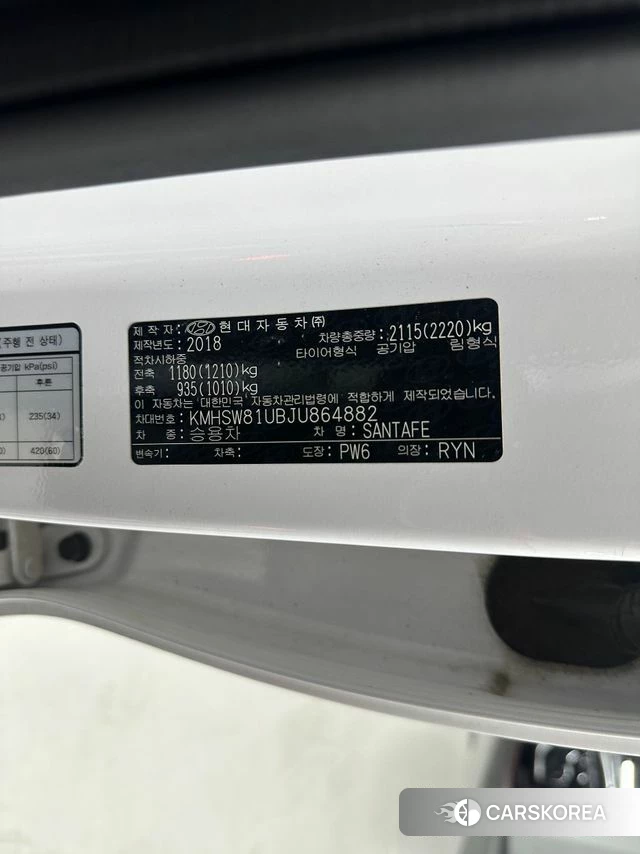 (주행 전 상태)
공기압 kPa(psi)
후륜
235(34)
420(60)
제 작 자: 현대자동차㈜
제작년도: 2018 차량총중량: 2115(2220)kg
적차시하중 타이어형식 공기압 림형식
전축 1180(1210)kg
후축 935(1010)kg
이 자동차는 대한민국 자동차관리법령에 적합하게 제작되었습니다.
차대번호: KMHSW81UBJU864882
차 종: 승용차 차 명: SANTAFE
변속기: 차축: 도장: PW6 의장: RYN
CARSKOREA